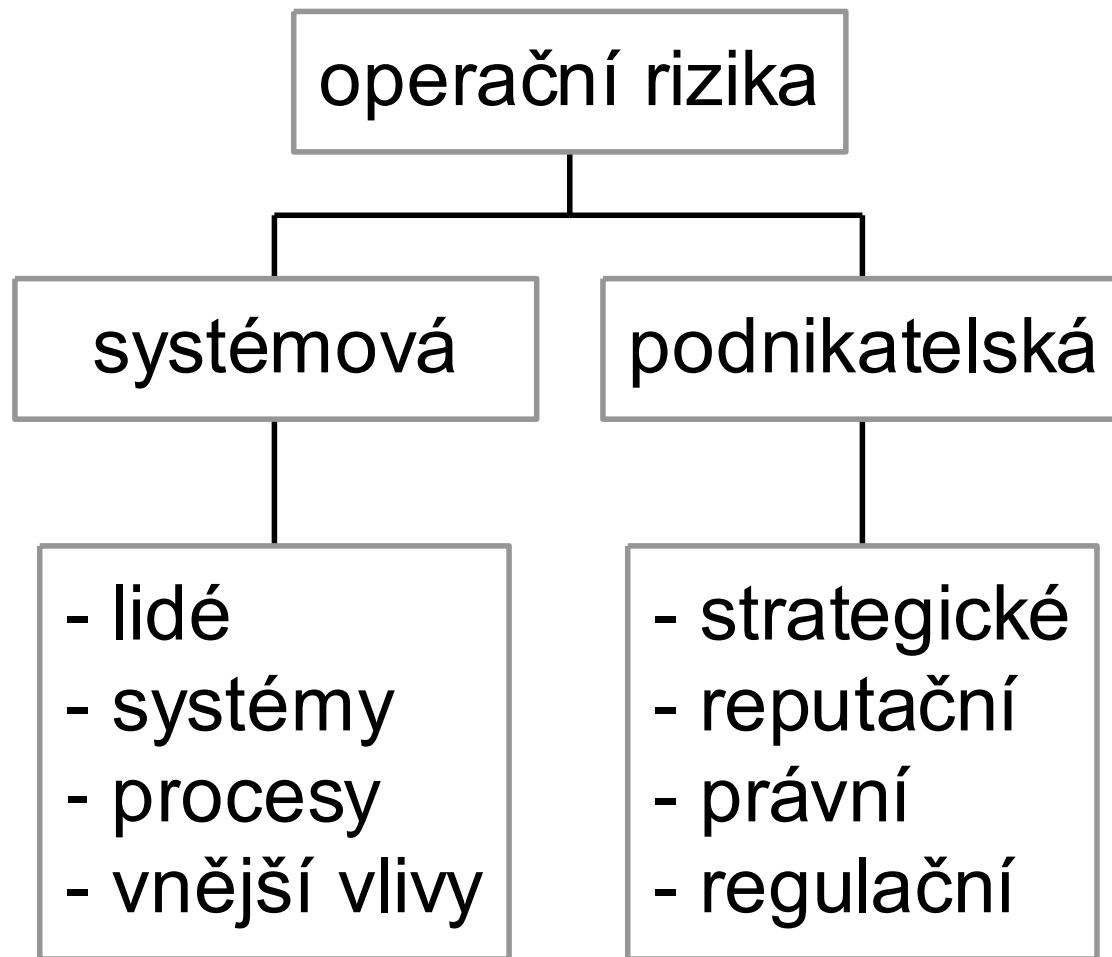 operační rizika
systémová
podnikatelská
- lidé
- systémy
- procesy
- vnější vlivy
- strategické
- reputační
- právní
- regulační